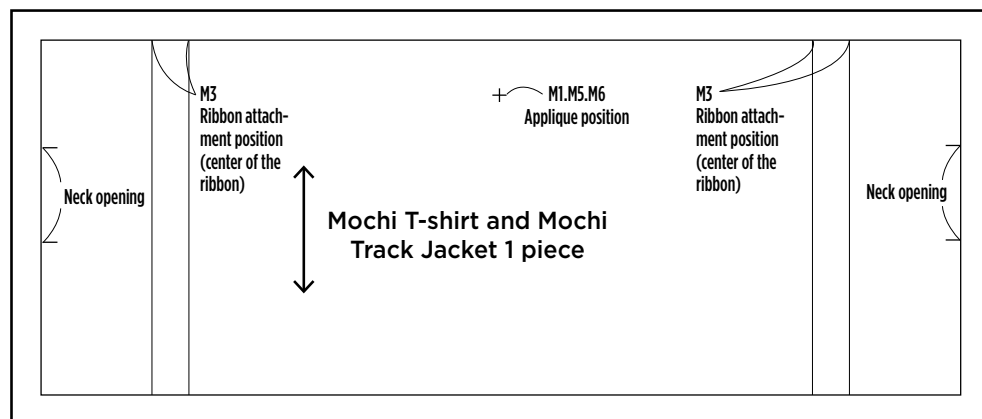 M3
Ribbon attach-
ment position
(center of the
ribbon)
M1.M5.M6
Applique position
M3
Ribbon attach-
ment position
(center of the
ribbon)
Neck opening
Neck opening
Mochi T-shirt and Mochi
Track Jacket 1 piece